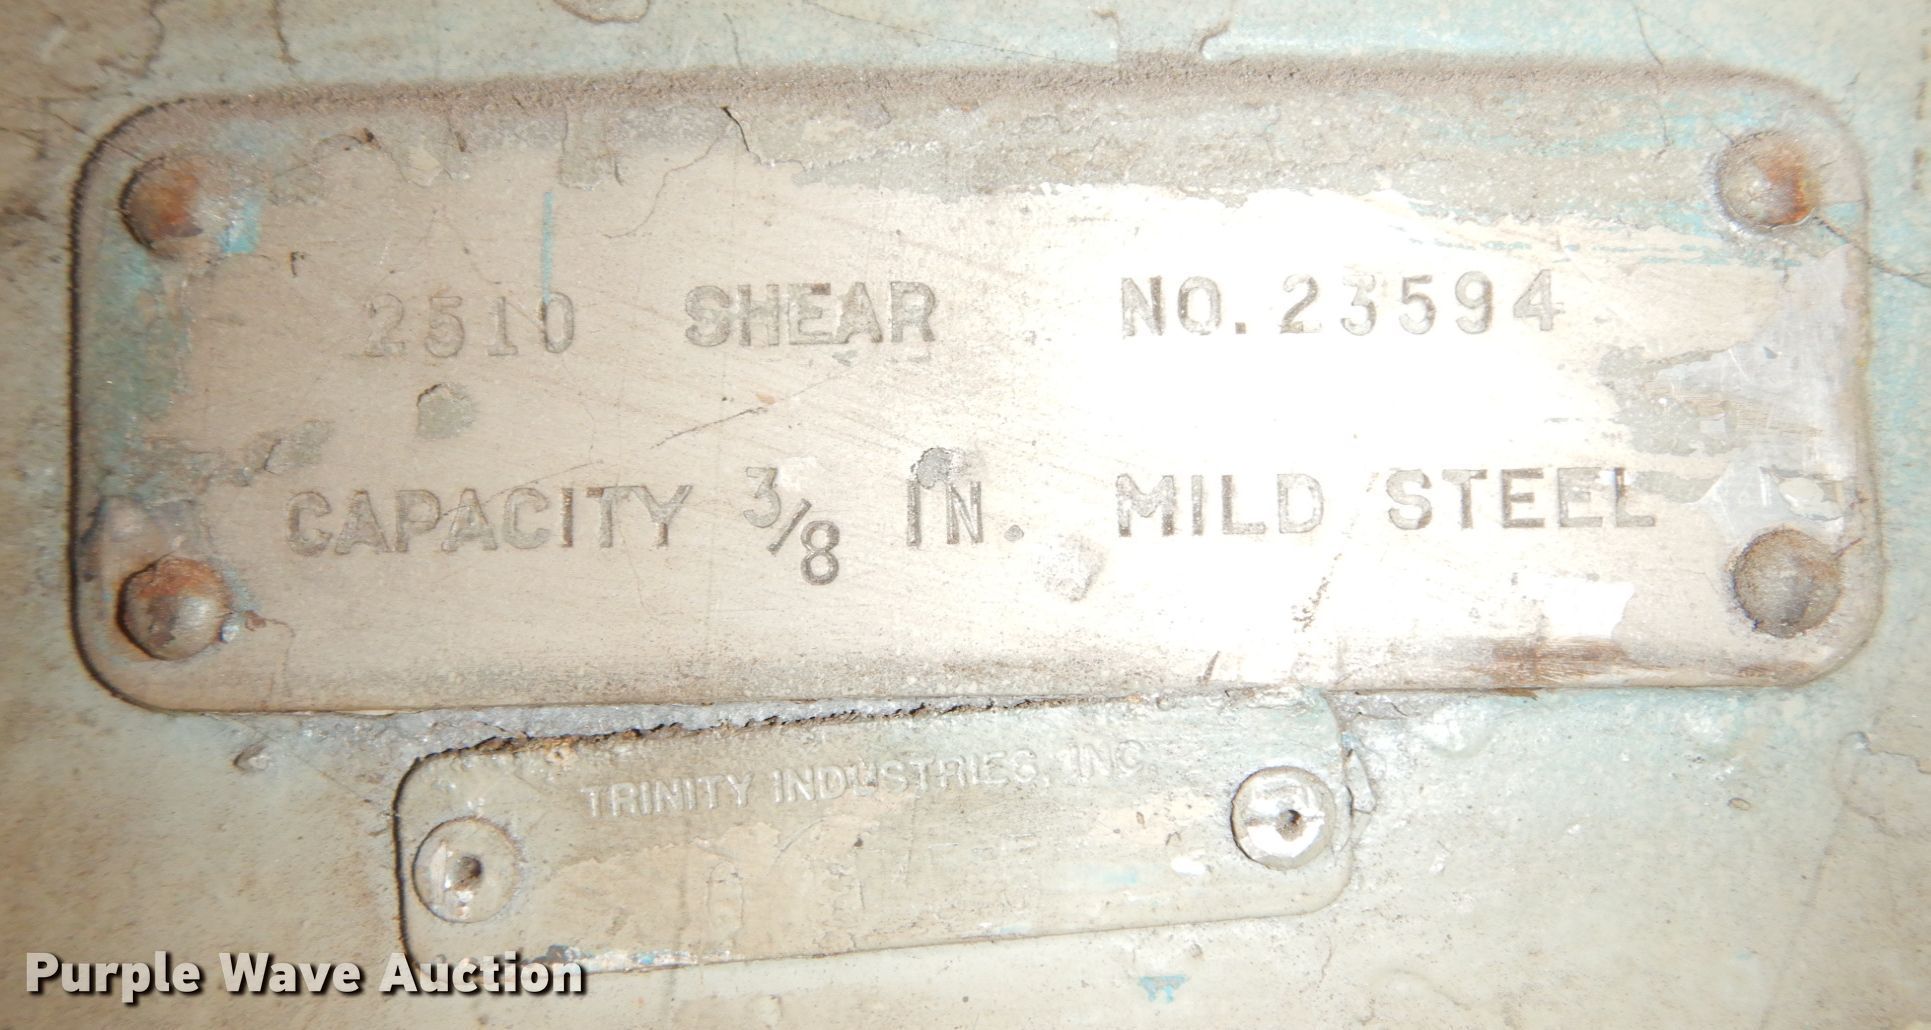 2510 SHEAR NO. 23594
CAPACITY 3/8 IN. MILD STEEL
TRINITY INDUSTRIES, INC.
Purple Wave Auction